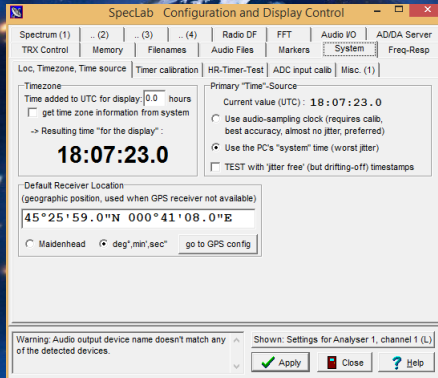 SpecLab Configuration and Display Control
Spectrum (1) .. (2) .. (3) .. (4) Radio DF FFT Audio I/O AD/DA Server
TRX Control Memory Filenames Audio Files Markers System Freq-Resp
Loc, Timezone, Time source Timer calibration HR-Timer-Test ADC input calib Misc. (1)
Timezone
Time added to UTC for display: 0.0 hours
get time zone information from system
-> Resulting time "for the display" :
18:07:23.0
Primary "Time"-Source
Current value (UTC) : 18:07:23.0
Use audio-sampling clock (requires calib,
best accuracy, almost no jitter, preferred)
Use the PC's "system" time (worst jitter)
TEST with 'jitter free' (but drifting-off) timestamps
Default Receiver Location
(geographic position, used when GPS receiver not available)
45°25'59.0"N 000°41'08.0"E
Maidenhead deg°,min',sec" go to GPS config
Warning: Audio output device name doesn't match any
of the detected devices.
Shown: Settings for Analyser 1, channel 1 (L)
Apply Close Help